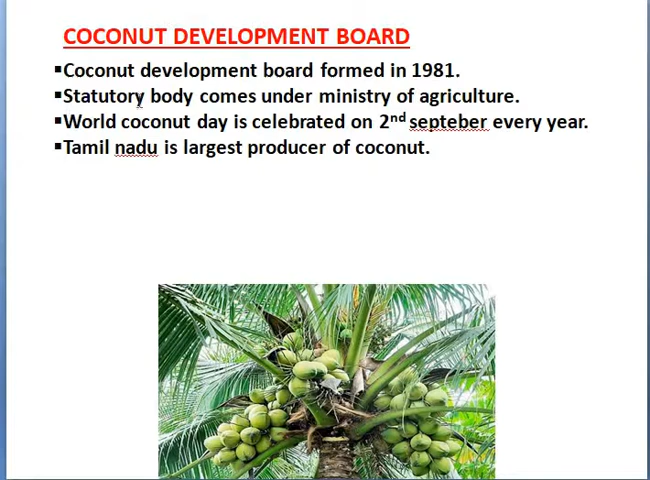 COCONUT DEVELOPMENT BOARD
▪Coconut development board formed in 1981.
▪Statutory body comes under ministry of agriculture.
▪World coconut day is celebrated on 2nd septeber every year.
▪Tamil nadu is largest producer of coconut.